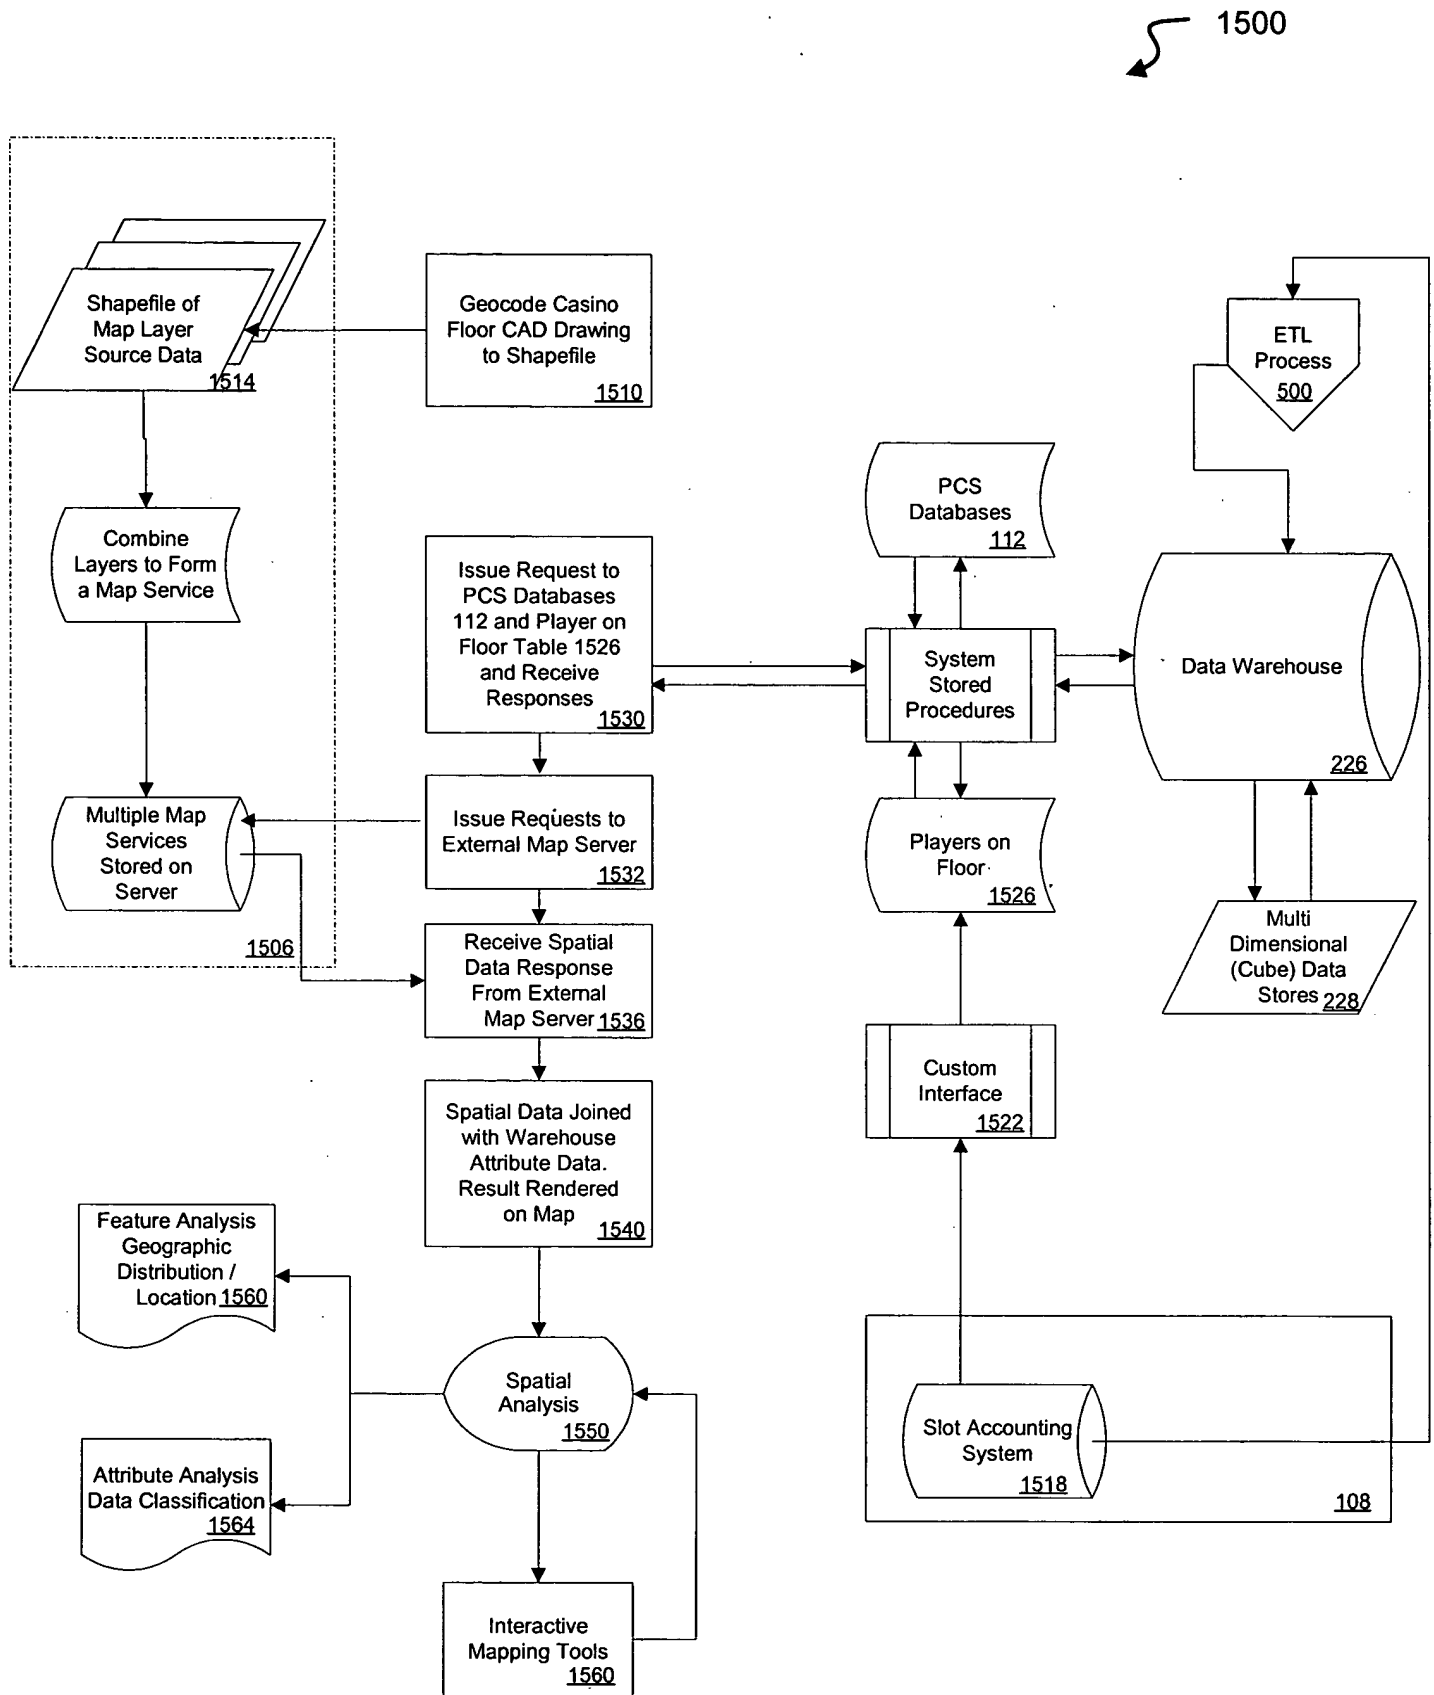 1500
Shapefile of
Map Layer
Source Data
1514
Geocode Casino
Floor CAD Drawing
to Shapefile
1510
ETL
Process
500
PCS
Databases
112
Combine
Layers to Form
a Map Service
Issue Request to
PCS Databases
112 and Player on
Floor Table 1526
and Receive
Responses
1530
System
Stored
Procedures
Data Warehouse
226
Multiple Map
Services
Stored on
Server
1506
Issue Requests to
External Map Server
1532
Players on
Floor
1526
Multi
Dimensional
(Cube) Data
Stores
228
Receive Spatial
Data Response
From External
Map Server
1536
Custom
Interface
1522
Spatial Data Joined
with Warehouse
Attribute Data.
Result Rendered
on Map
1540
Feature Analysis
Geographic
Distribution /
Location 1560
Spatial
Analysis
1550
Attribute Analysis
Data Classification
1564
Slot Accounting
System
1518
108
Interactive
Mapping Tools
1560